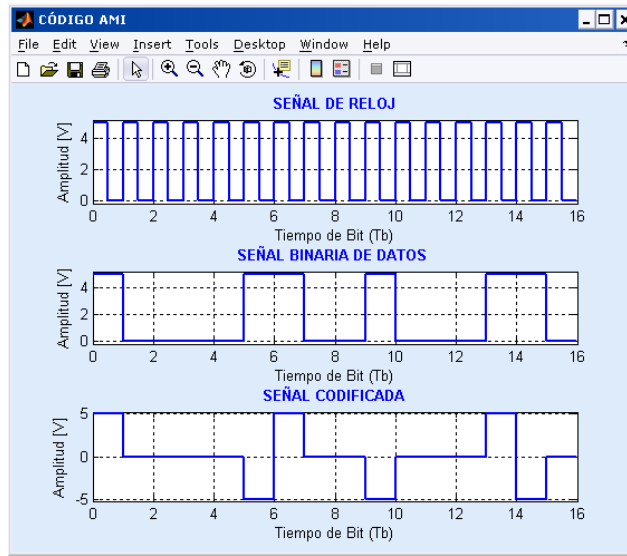 CÓDIGO AMI
File Edit View Insert Tools Desktop Window Help
SEÑAL DE RELOJ
Amplitud [V]
4
2
0
0 2 4 6 8 10 12 14 16
Tiempo de Bit (Tb)
SEÑAL BINARIA DE DATOS
Amplitud [V]
4
2
0
0 2 4 6 8 10 12 14 16
Tiempo de Bit (Tb)
SEÑAL CODIFICADA
Amplitud [V]
5
0
-5
0 2 4 6 8 10 12 14 16
Tiempo de Bit (Tb)